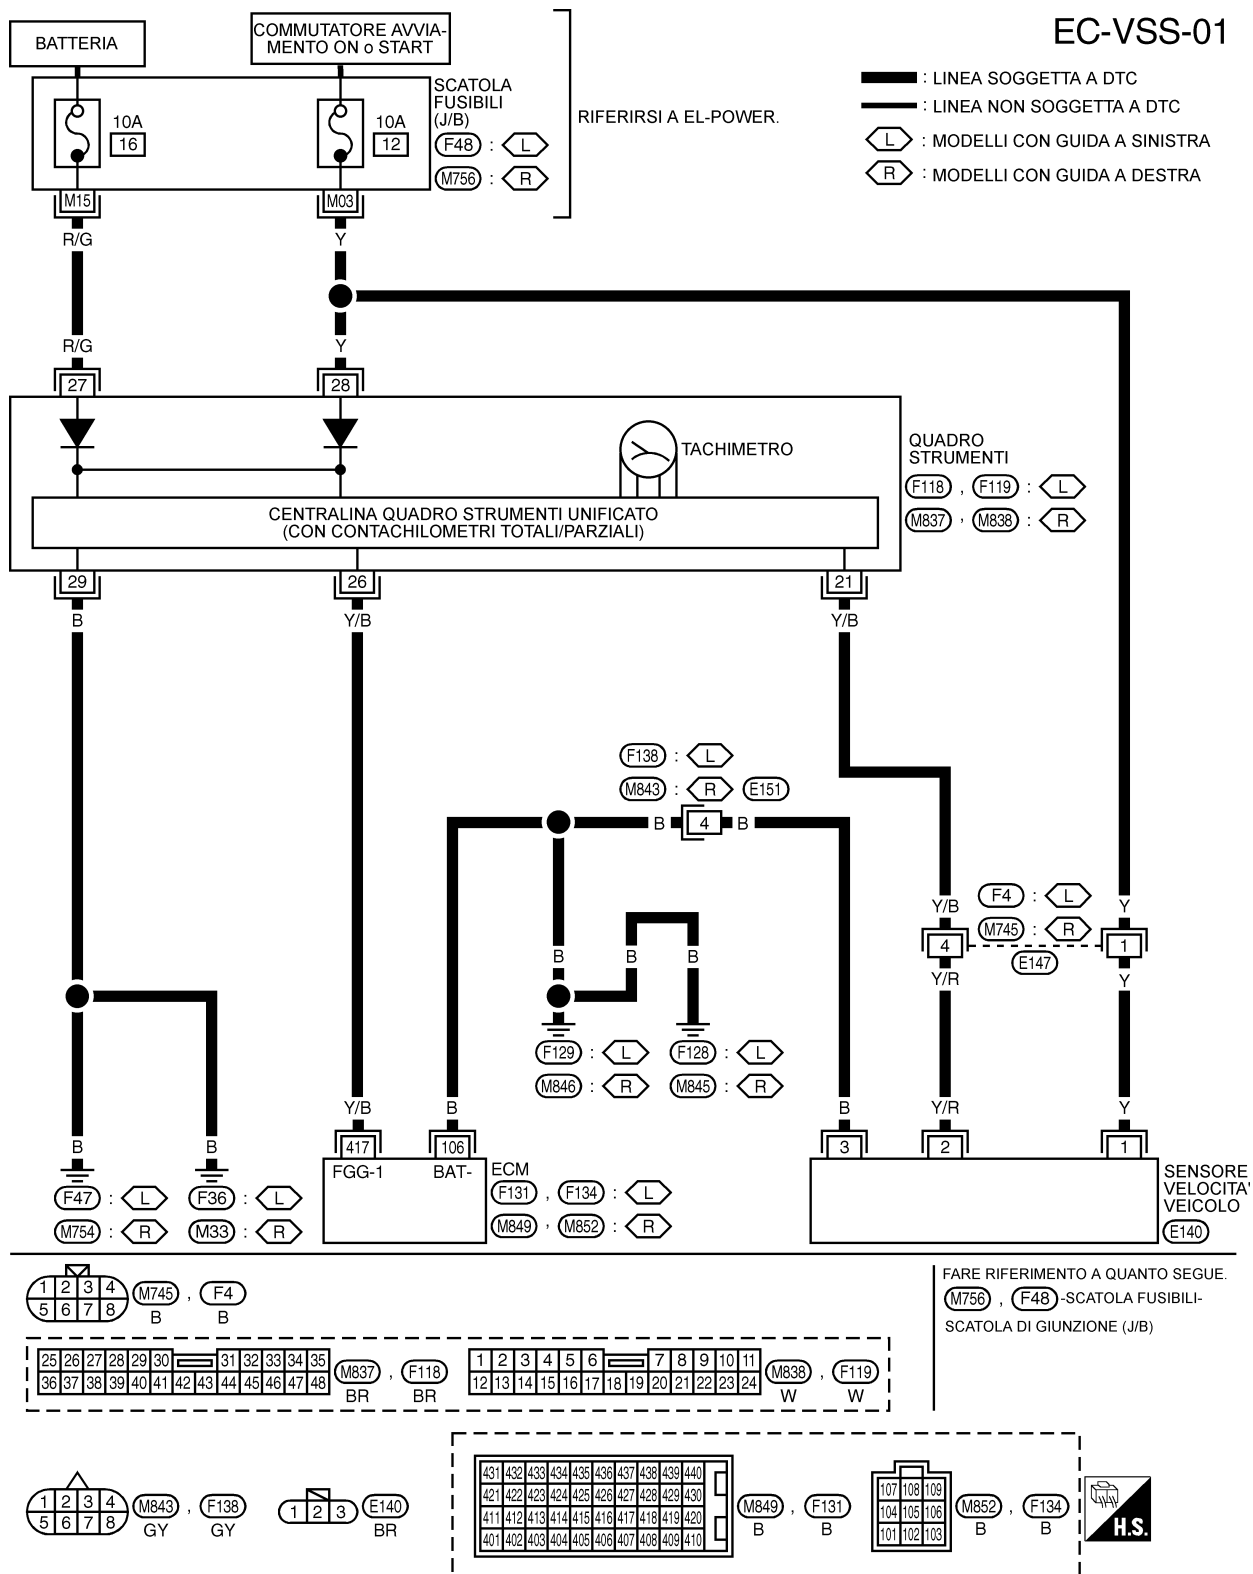 EC-VSS-01
BATTERIA
COMMUTATORE AVVIA-
MENTO ON o START
: LINEA SOGGETTA A DTC
: LINEA NON SOGGETTA A DTC
L : MODELLI CON GUIDA A SINISTRA
R : MODELLI CON GUIDA A DESTRA
SCATOLA
FUSIBILI
(J/B)
F48 : L
M756 : R
RIFERIRSI A EL-POWER.
10A
16
10A
12
M15
M03
R/G
Y
R/G
Y
27
28
TACHIMETRO
QUADRO
STRUMENTI
F118 , F119 : L
M837 , M838 : R
CENTRALINA QUADRO STRUMENTI UNIFICATO
(CON CONTACHILOMETRI TOTALI/PARZIALI)
29
26
21
B
Y/B
Y/B
F138 : L
M843 : R E151
B 4 B
Y/B
F4 : L
M745 : R
Y
4
1
E147
Y/R
Y
B
B
B
F129 : L
M846 : R
F128 : L
M845 : R
B
B
Y/B
B
B
Y/R
Y
417
106
3
2
1
F47 : L
M754 : R
F36 : L
M33 : R
FGG-1
BAT-
ECM
F131 , F134 : L
M849 , M852 : R
SENSORE
VELOCITA'
VEICOLO
E140
1 2 3 4
5 6 7 8
M745 , F4
B B
FARE RIFERIMENTO A QUANTO SEGUE.
M756 , F48 -SCATOLA FUSIBILI-
SCATOLA DI GIUNZIONE (J/B)
25 26 27 28 29 30 31 32 33 34 35
36 37 38 39 40 41 42 43 44 45 46 47 48
M837 , F118
BR BR
1 2 3 4 5 6 7 8 9 10 11
12 13 14 15 16 17 18 19 20 21 22 23 24
M838 , F119
W W
1 2 3 4
5 6 7 8
M843 , F138
GY GY
1 2 3
E140
BR
431 432 433 434 435 436 437 438 439 440
421 422 423 424 425 426 427 428 429 430
411 412 413 414 415 416 417 418 419 420
401 402 403 404 405 406 407 408 409 410
M849 , F131
B B
107 108 109
104 105 106
101 102 103
M852 , F134
B B
H.S.